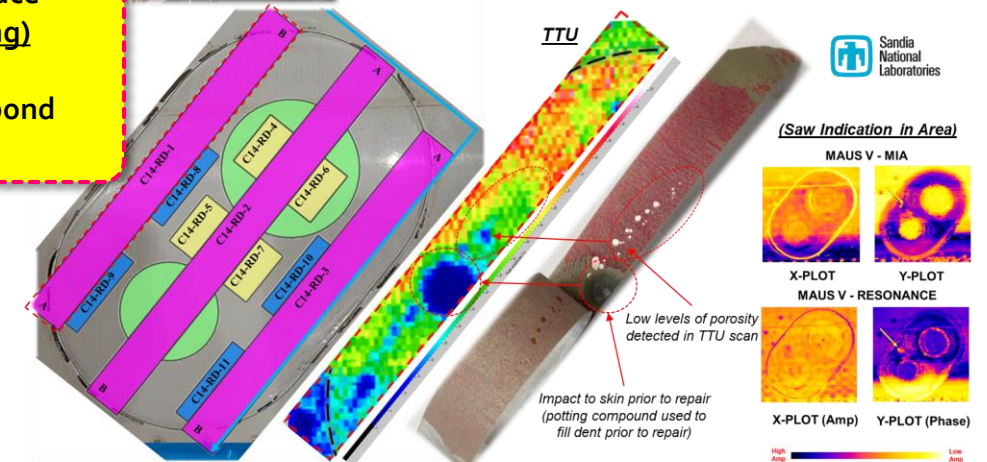 g)
ond
TTU
Sandia
National
Laboratories
(Saw Indication in Area)
MAUS V - MIA
X-PLOT
Y-PLOT
MAUS V - RESONANCE
X-PLOT (Amp)
Y-PLOT (Phase)
High
Amp
Low
Amp
B
A
A
C14-RD-1
C14-RD-8
C14-RD-4
C14-RD-6
C14-RD-5
C14-RD-2
C14-RD-7
C14-RD-10
C14-RD-3
C14-RD-9
C14-RD-11
A
B
B
Low levels of porosity
detected in TTU scan
Impact to skin prior to repair
(potting compound used to
fill dent prior to repair)